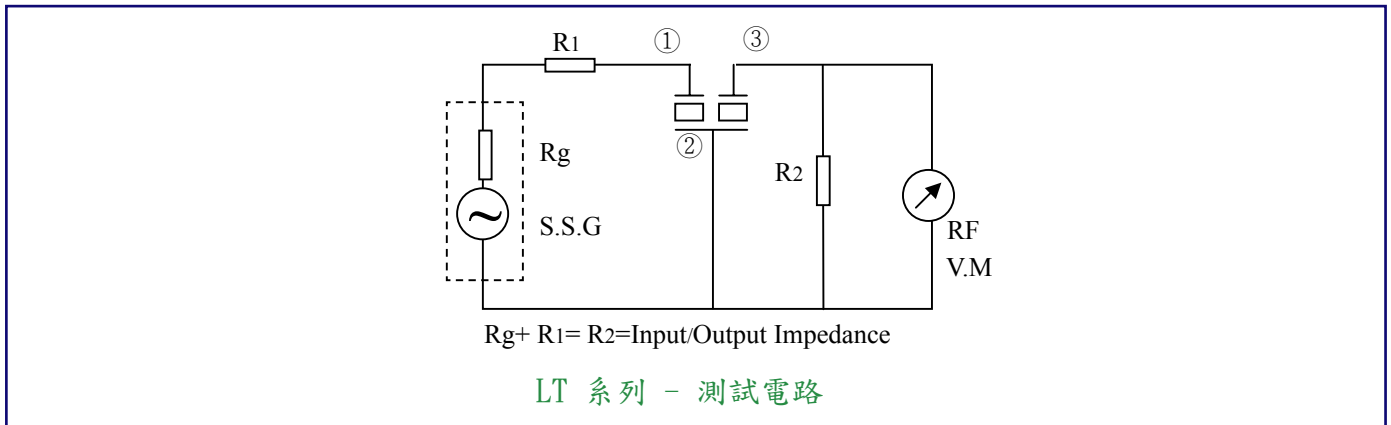 R1
①
③
②
Rg
S.S.G
R2
RF
V.M
Rg+ R1= R2=Input/Output Impedance
LT 系列 - 測試電路